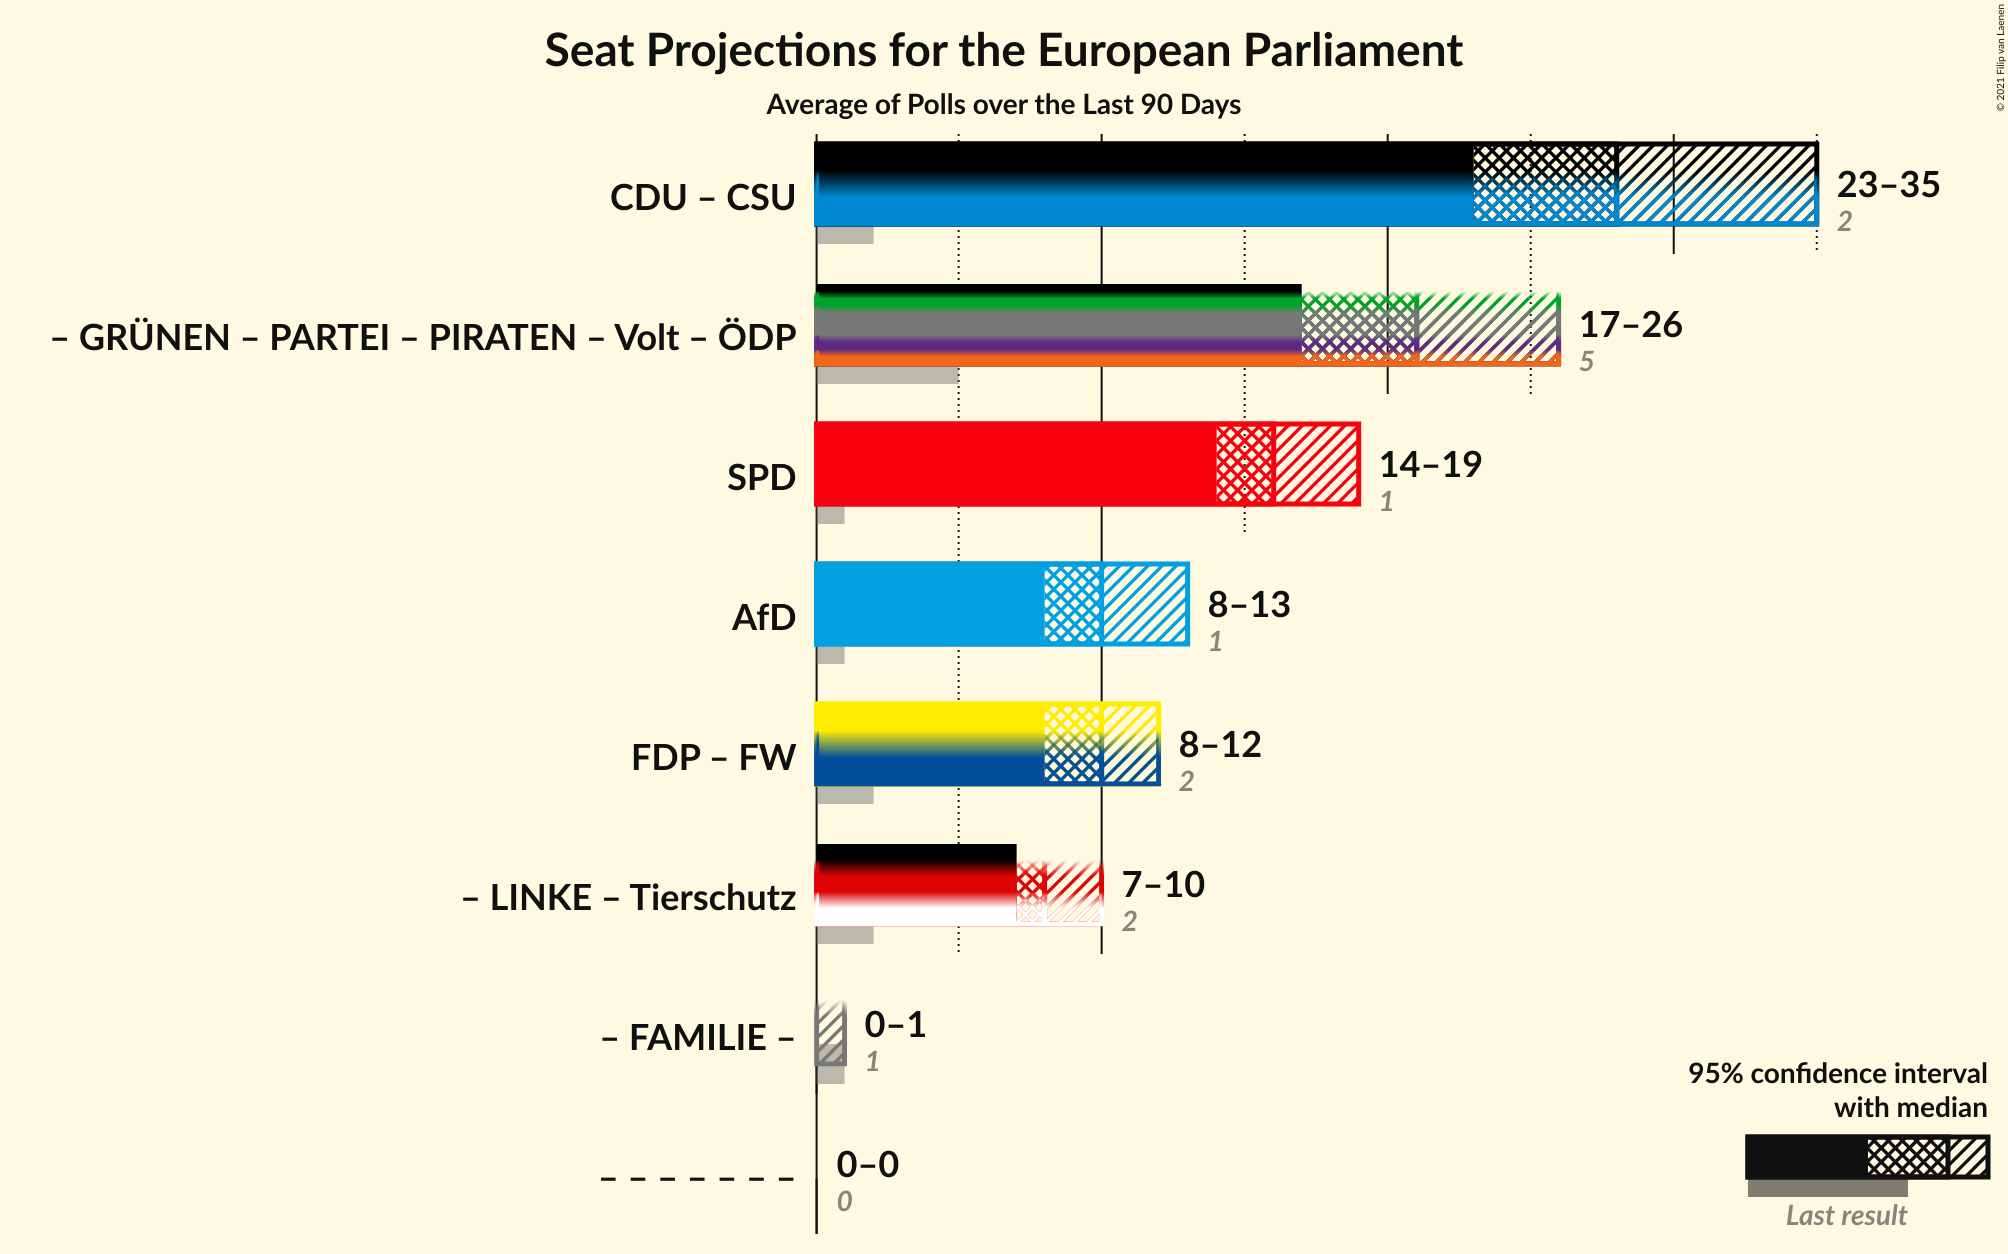 Seat Projections for the European Parliament
Average of Polls over the Last 90 Days
© 2021 Filip van Laenen
CDU – CSU
23–35
2
– GRÜNEN – PARTEI – PIRATEN – Volt – ÖDP
17–26
5
SPD
14–19
1
AfD
8–13
1
FDP – FW
8–12
2
– LINKE – Tierschutz
7–10
2
– FAMILIE –
0–1
1
– – – – – – –
0–0
0
95% confidence interval
with median
Last result